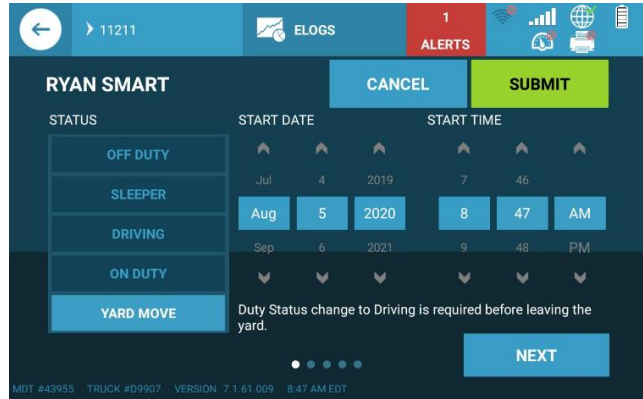 11211
ELOGS
1
ALERTS
RYAN SMART
CANCEL
SUBMIT
STATUS
START DATE
START TIME
OFF DUTY
SLEEPER
DRIVING
ON DUTY
YARD MOVE
Jul 4 2019 7 46
Aug 5 2020 8 47 AM
Sep 6 2021 9 48 PM
Duty Status change to Driving is required before leaving the
yard.
NEXT
MDT #43955 TRUCK #D9907 VERSION 7.1.61.009 8:47 AM EDT